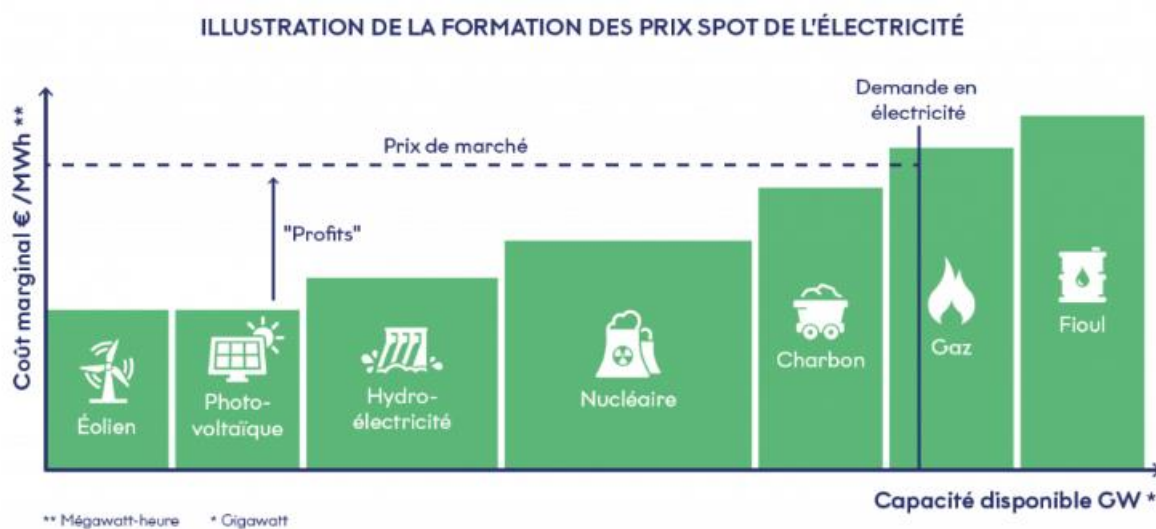 ILLUSTRATION DE LA FORMATION DES PRIX SPOT DE L'ÉLECTRICITÉ
Coût marginal € /MWh **
Demande en
électricité
Prix de marché
"Profits"
Éolien
Photo-
voltaïque
Hydro-
électricité
Nucléaire
Charbon
Gaz
Fioul
Capacité disponible GW *
** Mégawatt-heure * Gigawatt